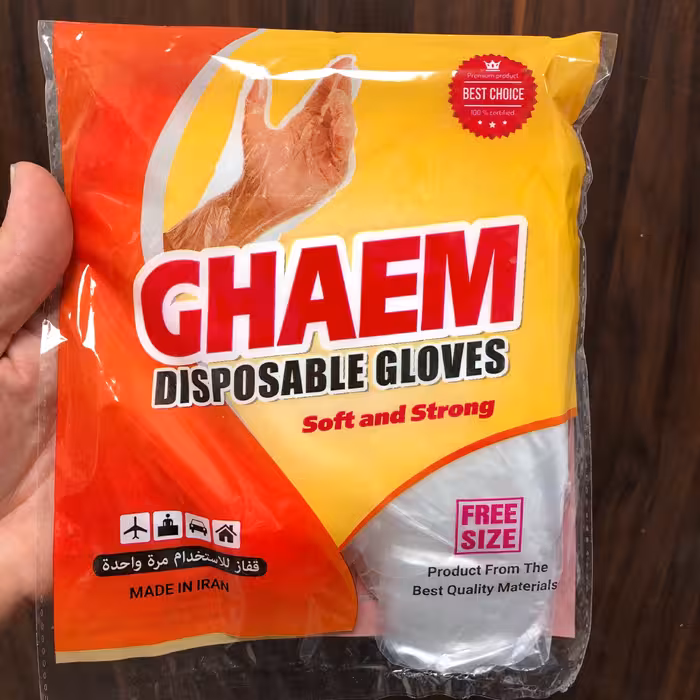 Premium product
BEST CHOICE
100% certified
GHAEM
DISPOSABLE GLOVES
Soft and Strong
FREE
SIZE
Product From The
Best Quality Materials
قفاز للاستخدام مرة واحدة
MADE IN IRAN